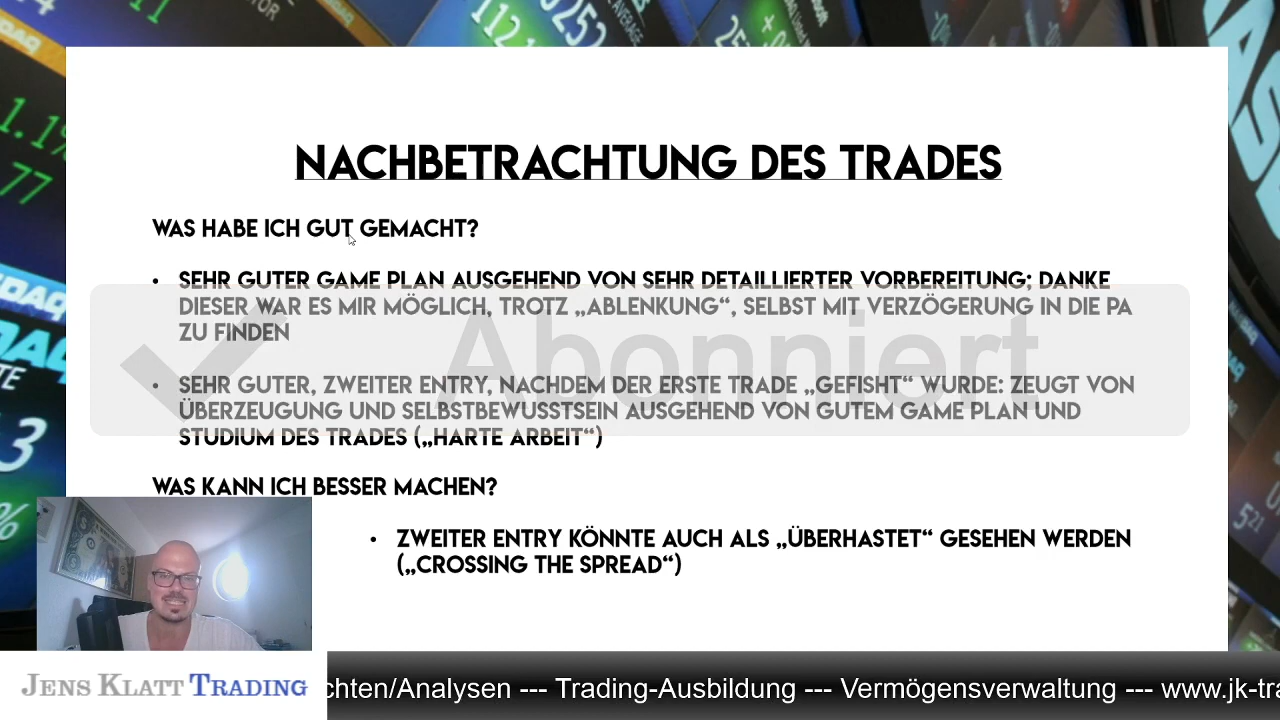 NACHBETRACHTUNG DES TRADES
WAS HABE ICH GUT GEMACHT?
• SEHR GUTER GAME PLAN AUSGEHEND VON SEHR DETAILLIERTER VORBEREITUNG; DANKE
DIESER WAR ES MIR MÖGLICH, TROTZ „ABLENKUNG“, SELBST MIT VERZÖGERUNG IN DIE PA
ZU FINDEN
Abonniert
• SEHR GUTER, ZWEITER ENTRY, NACHDEM DER ERSTE TRADE „GEFISHT“ WURDE: ZEUGT VON
ÜBERZEUGUNG UND SELBSTBEWUSSTSEIN AUSGEHEND VON GUTEM GAME PLAN UND
STUDIUM DES TRADES („HARTE ARBEIT“)
WAS KANN ICH BESSER MACHEN?
• ZWEITER ENTRY KÖNNTE AUCH ALS „ÜBERHASTET“ GESEHEN WERDEN
(„CROSSING THE SPREAD“)
JENS KLATT TRADING
chten/Analysen --- Trading-Ausbildung --- Vermögensverwaltung --- www.jk-tra